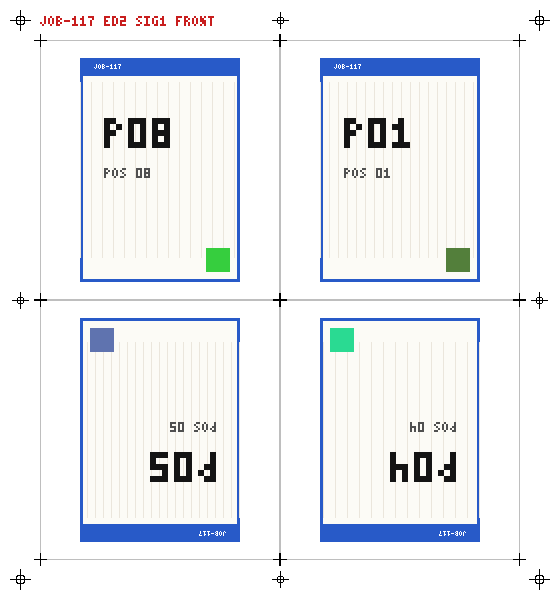 JOB-117 ED2 SIG1 FRONT
JOB-117
P08
POS 08
JOB-117
P01
POS 01
JOB-117
P05
POS 05
JOB-117
P04
POS 04